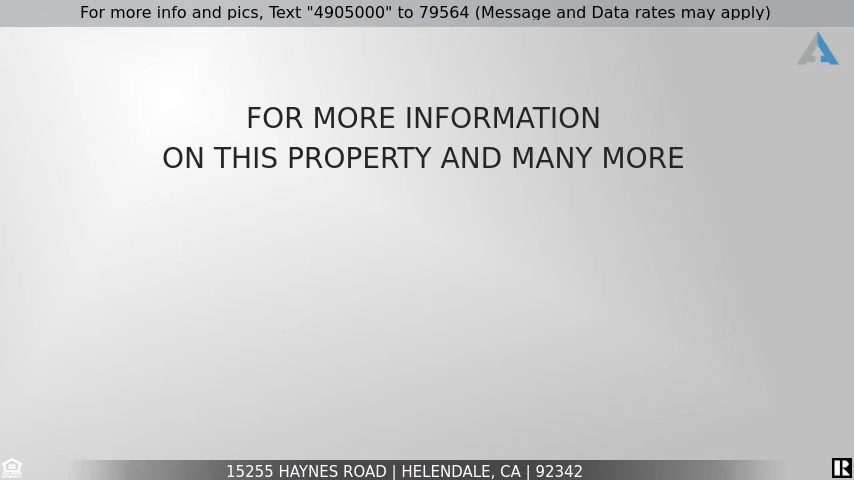 For more info and pics, Text "4905000" to 79564 (Message and Data rates may apply)
FOR MORE INFORMATION
ON THIS PROPERTY AND MANY MORE
15255 HAYNES ROAD | HELENDALE, CA | 92342